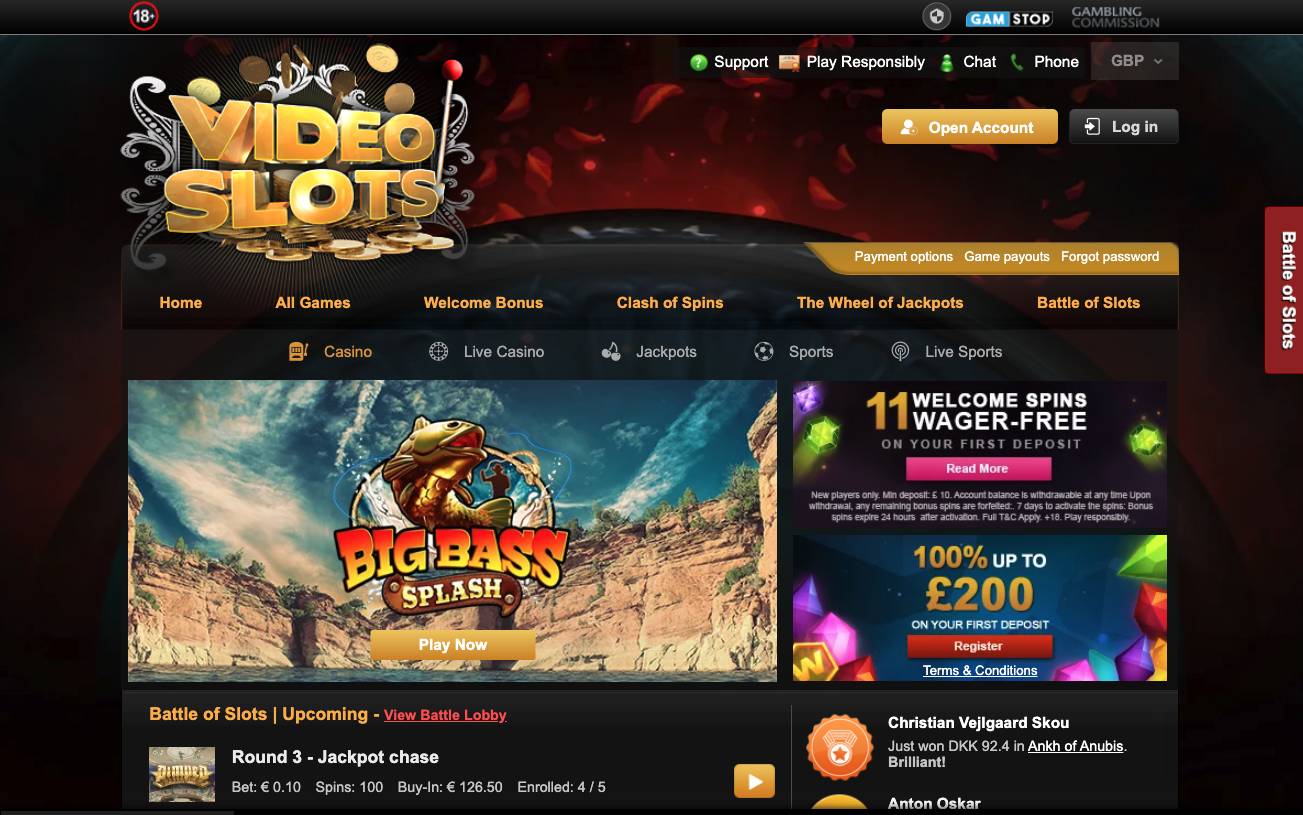 18+
GAMSTOP
GAMBLING
COMMISSION
Support Play Responsibly Chat Phone GBP
VIDEO
SLOTS
Open Account Log in
Battle of Slots
Payment options Game payouts Forgot password
Home All Games Welcome Bonus Clash of Spins The Wheel of Jackpots Battle of Slots
Casino Live Casino Jackpots Sports Live Sports
BIG BASS
SPLASH
Play Now
11 WELCOME SPINS
WAGER-FREE
ON YOUR FIRST DEPOSIT
Read More
New players only. Min deposit: £ 10. Account balance is withdrawable at any time Upon
withdrawal, any remaining bonus spins are forfeited:. 7 days to activate the spins: Bonus
spins expire 24 hours after activation. Full T&C Apply. +18. Play responsibly.
100% UP TO
£200
ON YOUR FIRST DEPOSIT
Register
Terms & Conditions
Battle of Slots | Upcoming - View Battle Lobby
PIMPED
Round 3 - Jackpot chase
Bet: € 0.10 Spins: 100 Buy-In: € 126.50 Enrolled: 4 / 5
Christian Vejlgaard Skou
Just won DKK 92.4 in Ankh of Anubis.
Brilliant!
Anton Oskar